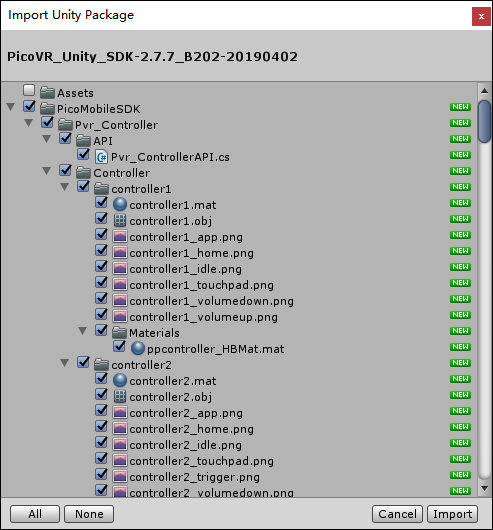 Import Unity Package
x
PicoVR_Unity_SDK-2.7.7_B202-20190402
Assets
PicoMobileSDK NEW
Pvr_Controller NEW
API NEW
Pvr_ControllerAPI.cs NEW
Controller NEW
controller1 NEW
controller1.mat NEW
controller1.obj NEW
controller1_app.png NEW
controller1_home.png NEW
controller1_idle.png NEW
controller1_touchpad.png NEW
controller1_volumedown.png NEW
controller1_volumeup.png NEW
Materials NEW
ppcontroller_HBMat.mat NEW
controller2 NEW
controller2.mat NEW
controller2.obj NEW
controller2_app.png NEW
controller2_home.png NEW
controller2_idle.png NEW
controller2_touchpad.png NEW
controller2_trigger.png NEW
controller2_volumedown.png NEW
All None Cancel Import